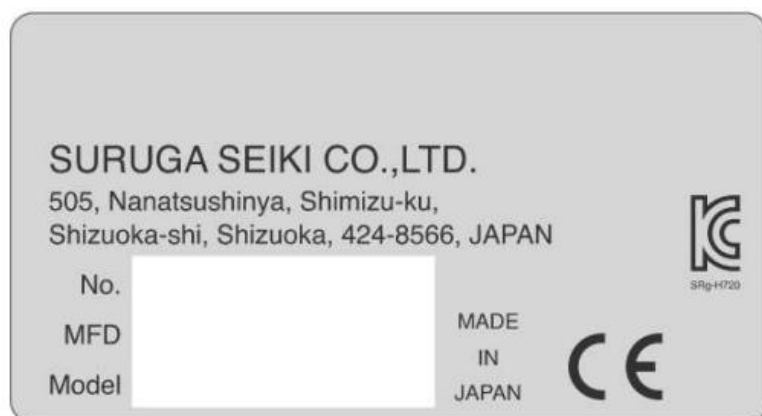 SURUGA SEIKI CO.,LTD.
505, Nanatsushinya, Shimizu-ku,
Shizuoka-shi, Shizuoka, 424-8566, JAPAN
SRg-H720
No.
MFD
Model
MADE
IN
JAPAN
CE